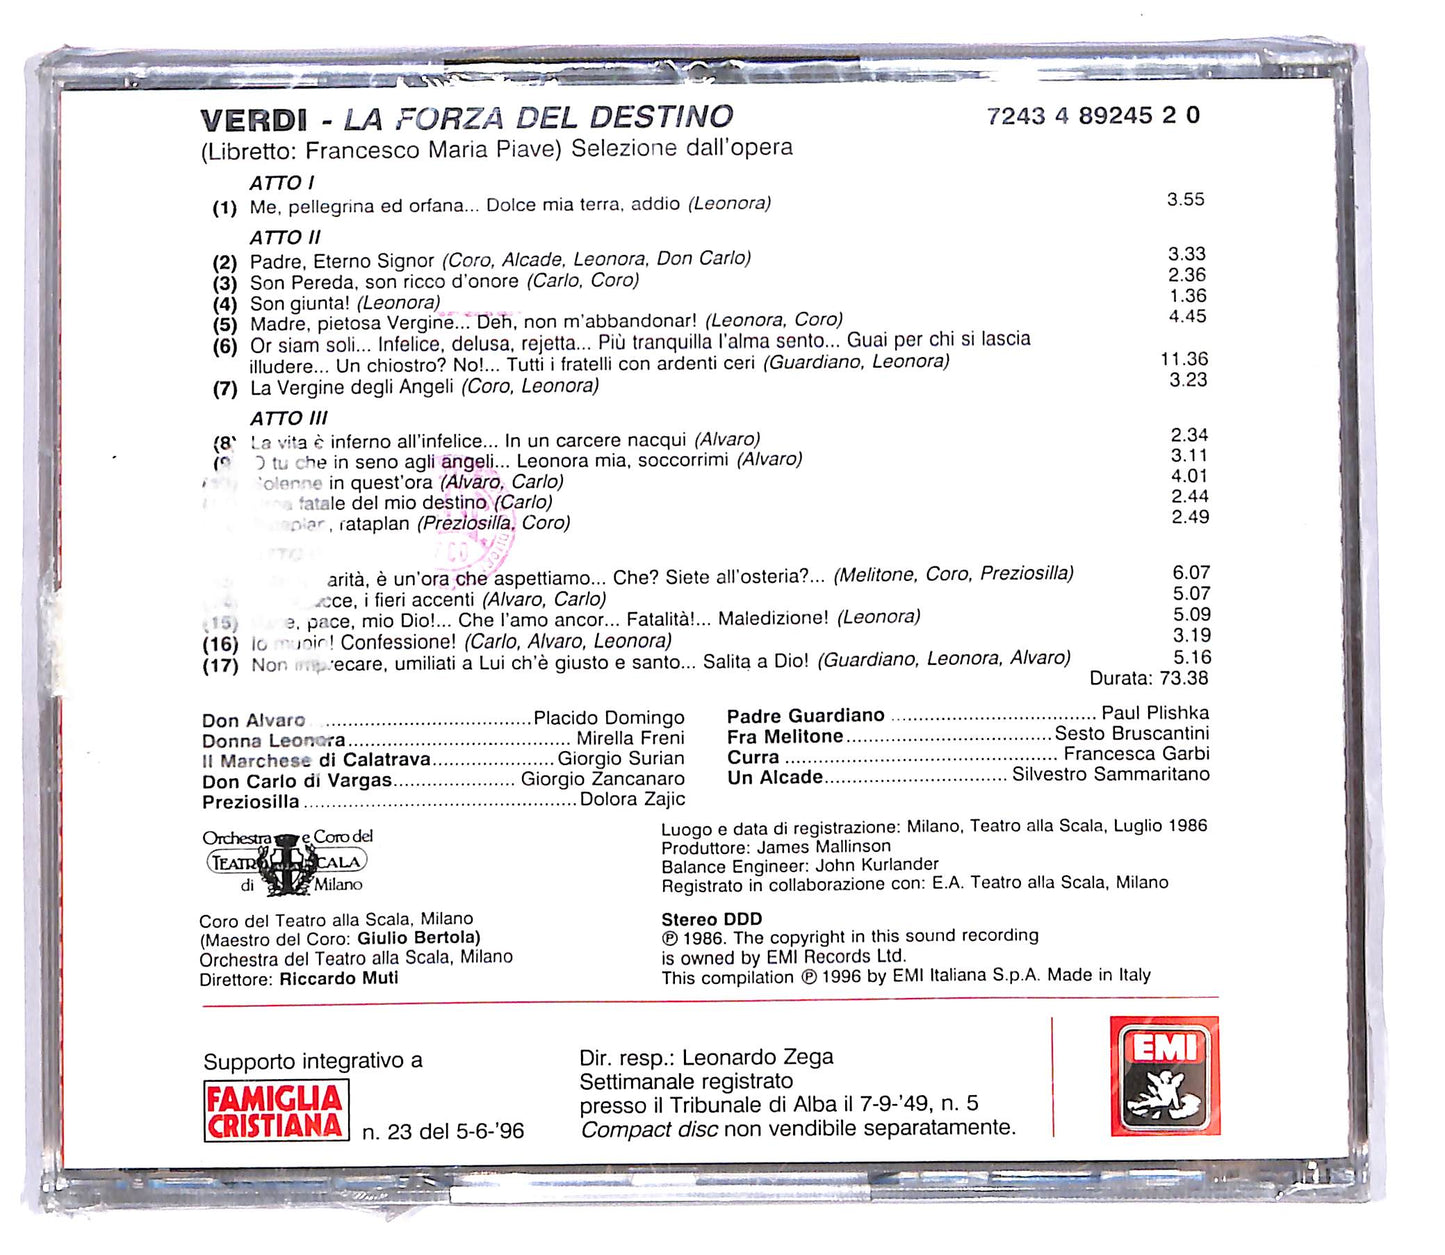 VERDI - LA FORZA DEL DESTINO 7243 4 89245 2 0
(Libretto: Francesco Maria Piave) Selezione dall'opera
ATTO I
(1) Me, pellegrina ed orfana... Dolce mia terra, addio (Leonora) 3.55
ATTO II
(2) Padre, Eterno Signor (Coro, Alcade, Leonora, Don Carlo) 3.33
(3) Son Pereda, son ricco d'onore (Carlo, Coro) 2.36
(4) Son giunta! (Leonora) 1.36
(5) Madre, pietosa Vergine... Deh, non m'abbandonar! (Leonora, Coro) 4.45
(6) Or siam soli... Infelice, delusa, rejetta... Più tranquilla l'alma sento... Guai per chi si lascia
illudere... Un chiostro? No!... Tutti i fratelli con ardenti ceri (Guardiano, Leonora) 11.36
(7) La Vergine degli Angeli (Coro, Leonora) 3.23
ATTO III
(8) La vita è inferno all'infelice... In un carcere nacqui (Alvaro) 2.34
(9 O tu che in seno agli angeli... Leonora mia, soccorrimi (Alvaro) 3.11
Solenne in quest'ora (Alvaro, Carlo) 4.01
fatale del mio destino (Carlo) 2.44
, rataplan (Preziosilla, Coro) 2.49
arità, è un'ora che aspettiamo... Che? Siete all'osteria?... (Melitone, Coro, Preziosilla) 6.07
cce, i fieri accenti (Alvaro, Carlo) 5.07
(15) e, pace, mio Dio!... Che l'amo ancor... Fatalità!... Maledizione! (Leonora) 5.09
(16) Io muoio! Confessione! (Carlo, Alvaro, Leonora) 3.19
(17) Non imprecare, umiliati a Lui ch'è giusto e santo... Salita a Dio! (Guardiano, Leonora, Alvaro) 5.16
Durata: 73.38
Don Alvaro ................................... Placido Domingo
Donna Leonora...................................... Mirella Freni
Il Marchese di Calatrava..................... Giorgio Surian
Don Carlo di Vargas..................... Giorgio Zancanaro
Preziosilla............................................... Dolora Zajic
Padre Guardiano ................................... Paul Plishka
Fra Melitone................................... Sesto Bruscantini
Curra .............................................. Francesca Garbi
Un Alcade............................... Silvestro Sammaritano
Orchestra e Coro del
TEATRO SCALA
di Milano
Coro del Teatro alla Scala, Milano
(Maestro del Coro: Giulio Bertola)
Orchestra del Teatro alla Scala, Milano
Direttore: Riccardo Muti
Luogo e data di registrazione: Milano, Teatro alla Scala, Luglio 1986
Produttore: James Mallinson
Balance Engineer: John Kurlander
Registrato in collaborazione con: E.A. Teatro alla Scala, Milano
Stereo DDD
℗ 1986. The copyright in this sound recording
is owned by EMI Records Ltd.
This compilation ℗ 1996 by EMI Italiana S.p.A. Made in Italy
Supporto integrativo a
FAMIGLIA
CRISTIANA n. 23 del 5-6-'96
Dir. resp.: Leonardo Zega
Settimanale registrato
presso il Tribunale di Alba il 7-9-'49, n. 5
Compact disc non vendibile separatamente.
EMI